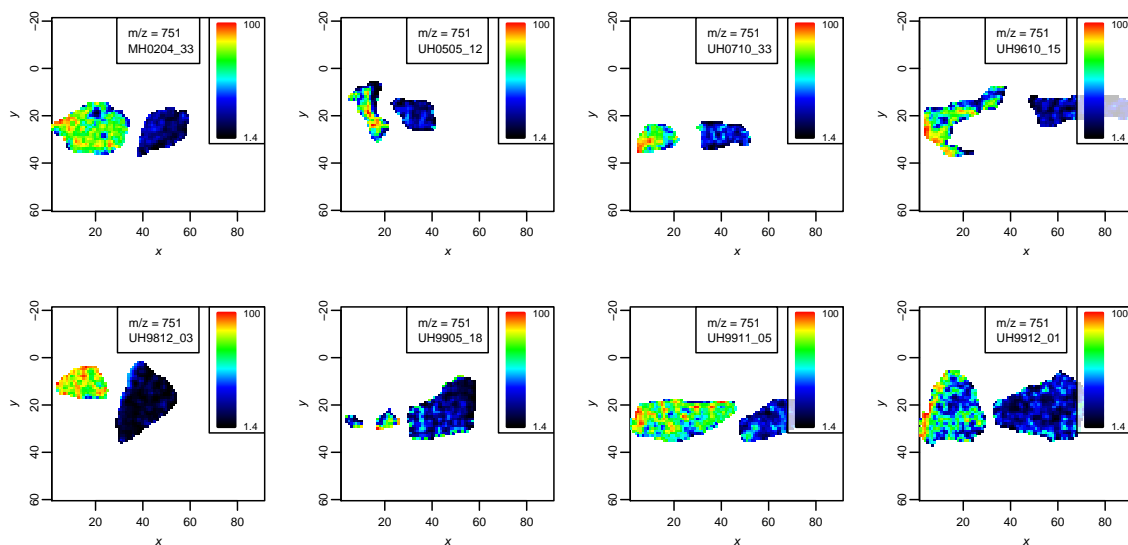 m/z = 751
MH0204_33
100
1.4
60 40 20 0 -20
y
20 40 60 80
x
m/z = 751
UH0505_12
100
1.4
60 40 20 0 -20
y
20 40 60 80
x
m/z = 751
UH0710_33
100
1.4
60 40 20 0 -20
y
20 40 60 80
x
m/z = 751
UH9610_15
100
1.4
60 40 20 0 -20
y
20 40 60 80
x
m/z = 751
UH9812_03
100
1.4
60 40 20 0 -20
y
20 40 60 80
x
m/z = 751
UH9905_18
100
1.4
60 40 20 0 -20
y
20 40 60 80
x
m/z = 751
UH9911_05
100
1.4
60 40 20 0 -20
y
20 40 60 80
x
m/z = 751
UH9912_01
100
1.4
60 40 20 0 -20
y
20 40 60 80
x